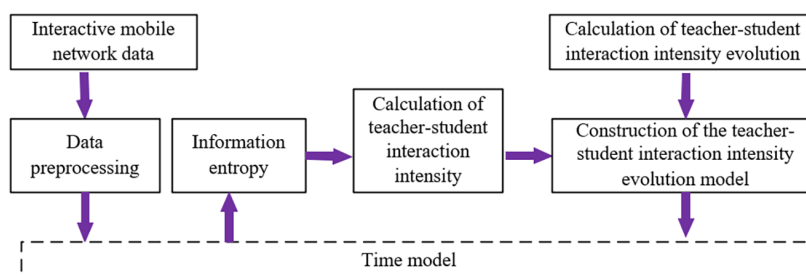 Interactive mobile
network data
Calculation of teacher-student
interaction intensity evolution
Data
preprocessing
Information
entropy
Calculation of
teacher-student
interaction
intensity
Construction of the teacher-
student interaction intensity
evolution model
Time model